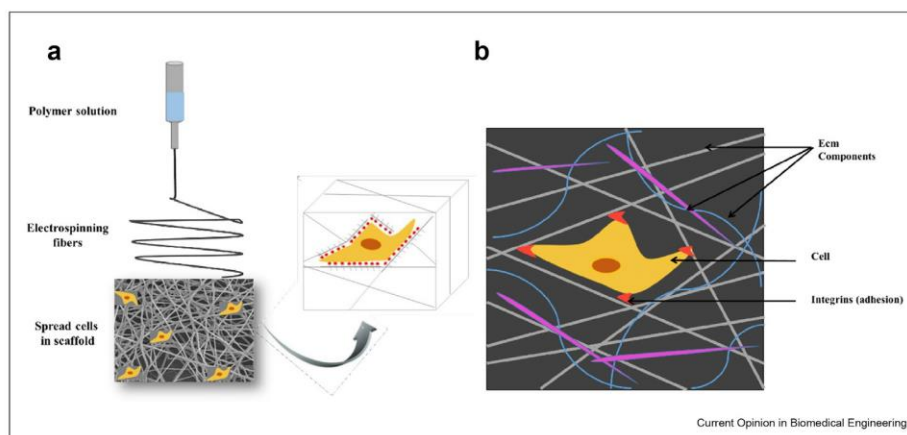 a
Polymer solution
Electrospinning
fibers
Spread cells
in scaffold
b
Ecm
Components
Cell
Integrins (adhesion)
Current Opinion in Biomedical Engineering